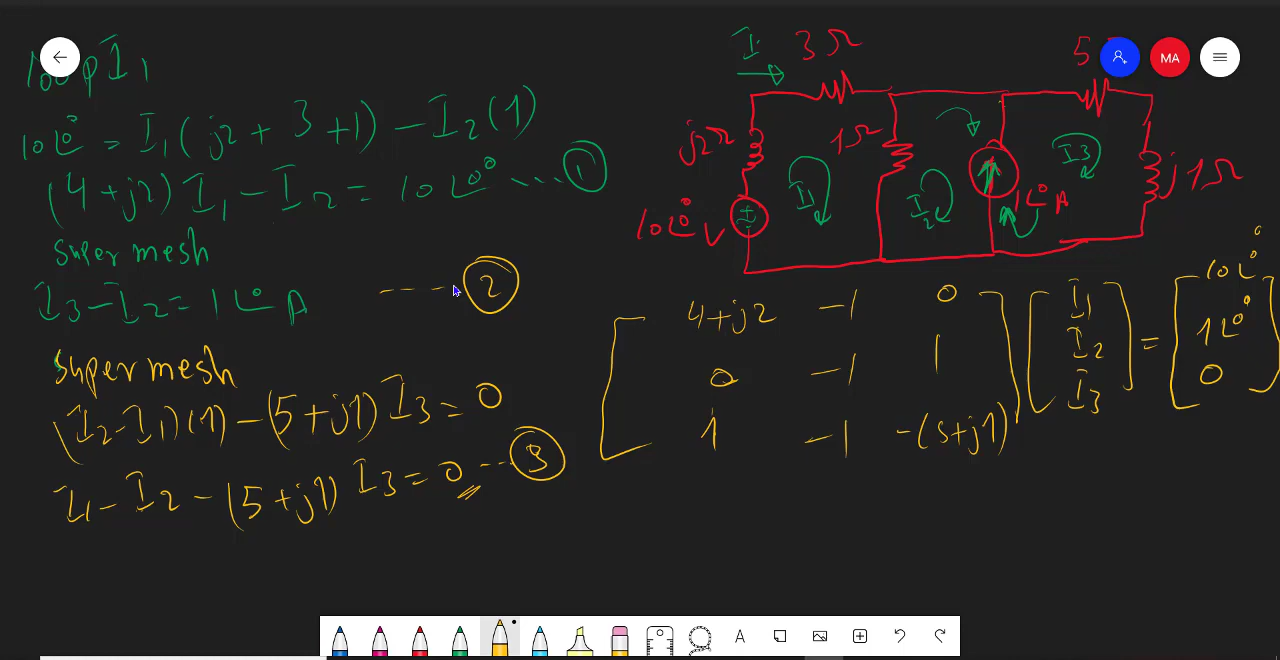 loop I₁
10∠0° = I₁(j2 + 3 + 1) − I₂(1)
(4 + j2) I₁ − I₂ = 10∠0° ... ①
super mesh
I₃ − I₂ = 1∠0° A ----- ②
super mesh
(I₂ − I₁)(1) − (5 + j1) I₃ = 0
I₁ − I₂ − (5 + j1) I₃ = 0 --- ③
I 3Ω 5
j2Ω 1Ω I3 j1Ω
I1 I2 1∠0° A
10∠0° V
4+j2 −1 0 I₁ = 10∠0°
0 −1 1 I₂ 1∠0°
1 −1 −(5+j1) I₃ 0
MA
A